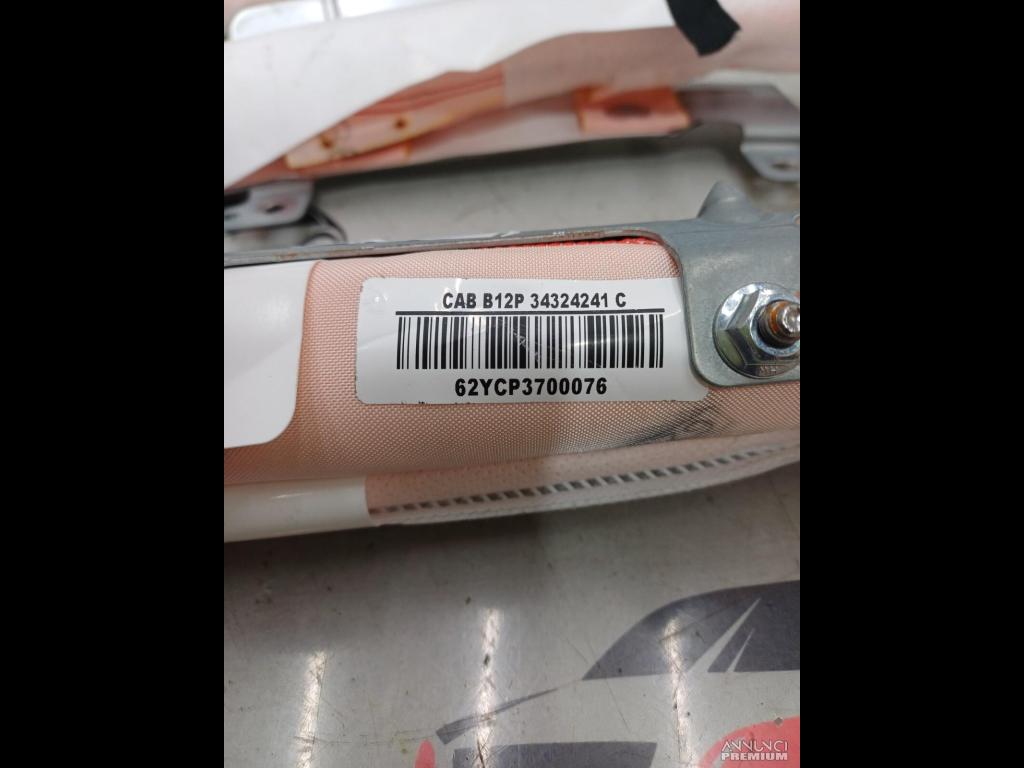 CAB B12P 34324241 C
62YCP3700076
ANNUNCI
PREMIUM